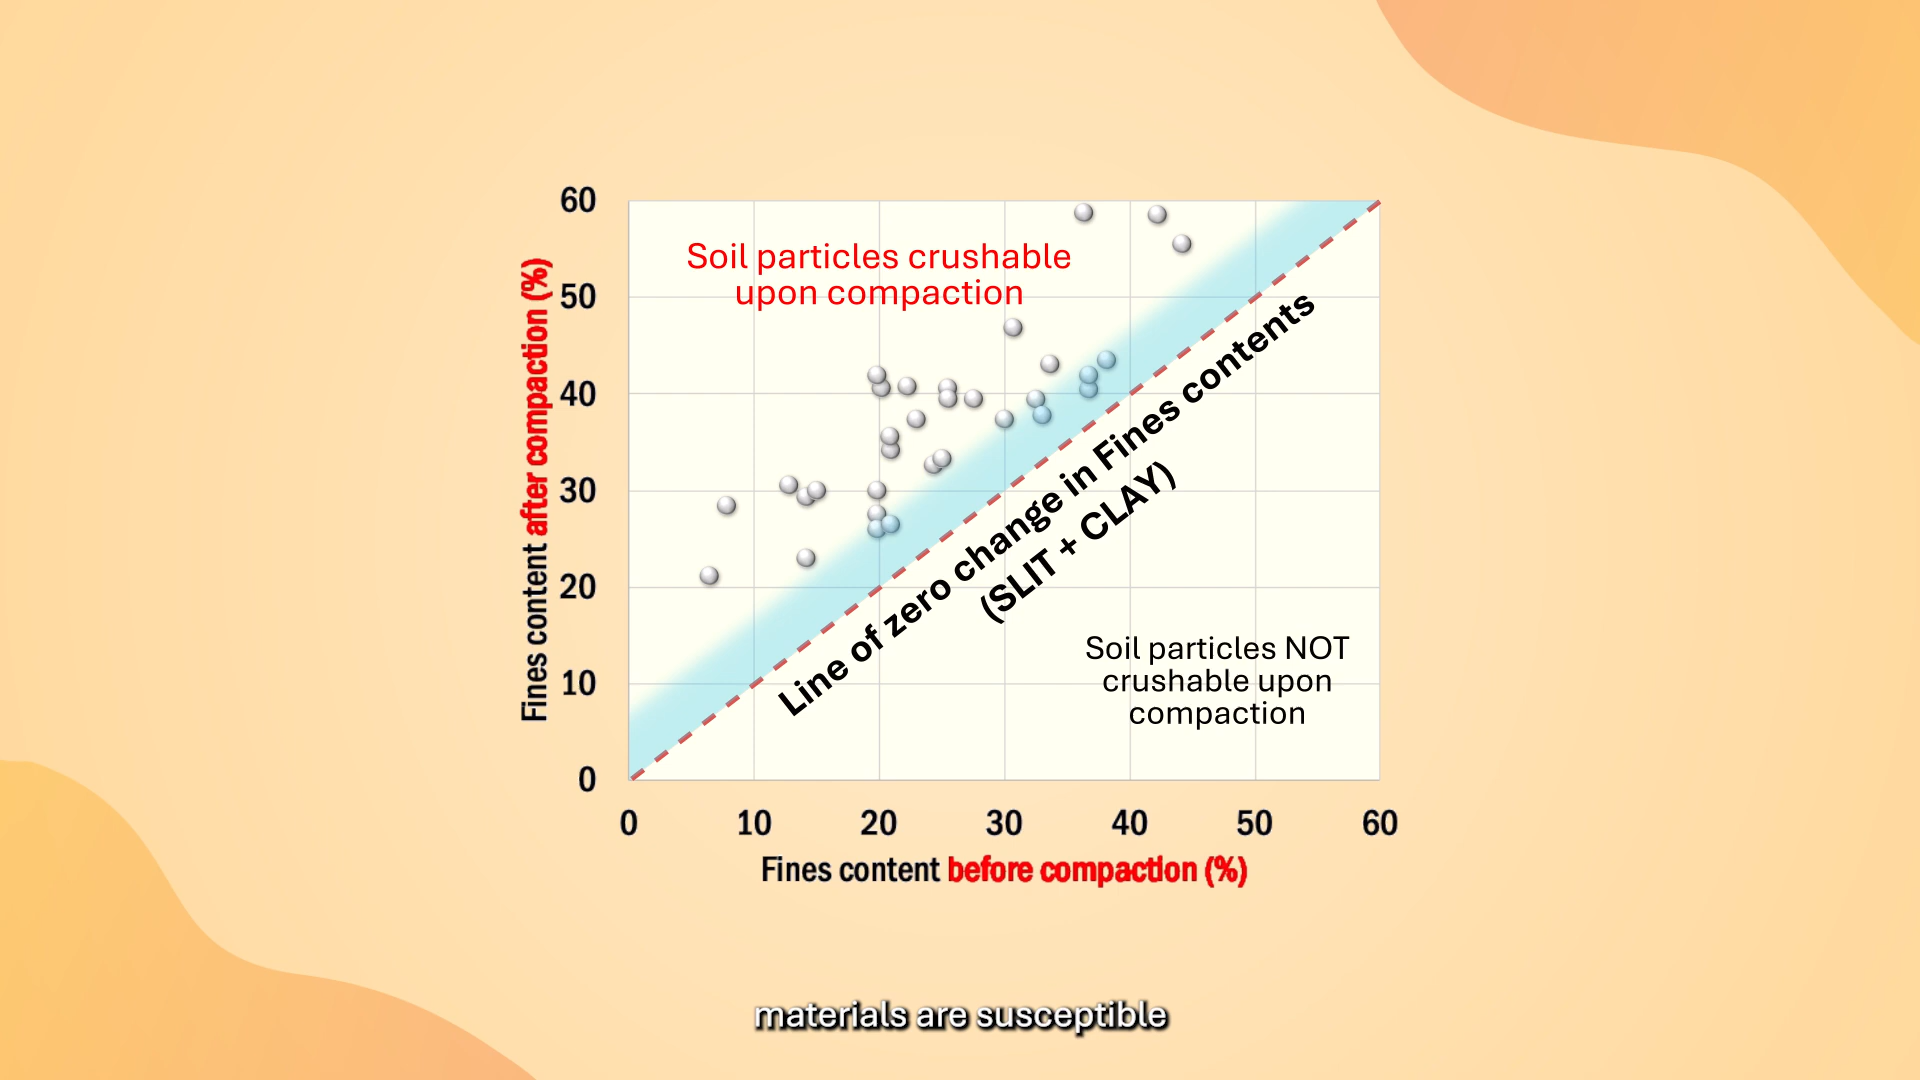 60
50
40
30
20
10
0
Fines content after compaction (%)
Soil particles crushable
upon compaction
Line of zero change in Fines contents
(SLIT + CLAY)
Soil particles NOT
crushable upon
compaction
0 10 20 30 40 50 60
Fines content before compaction (%)
materials are susceptible